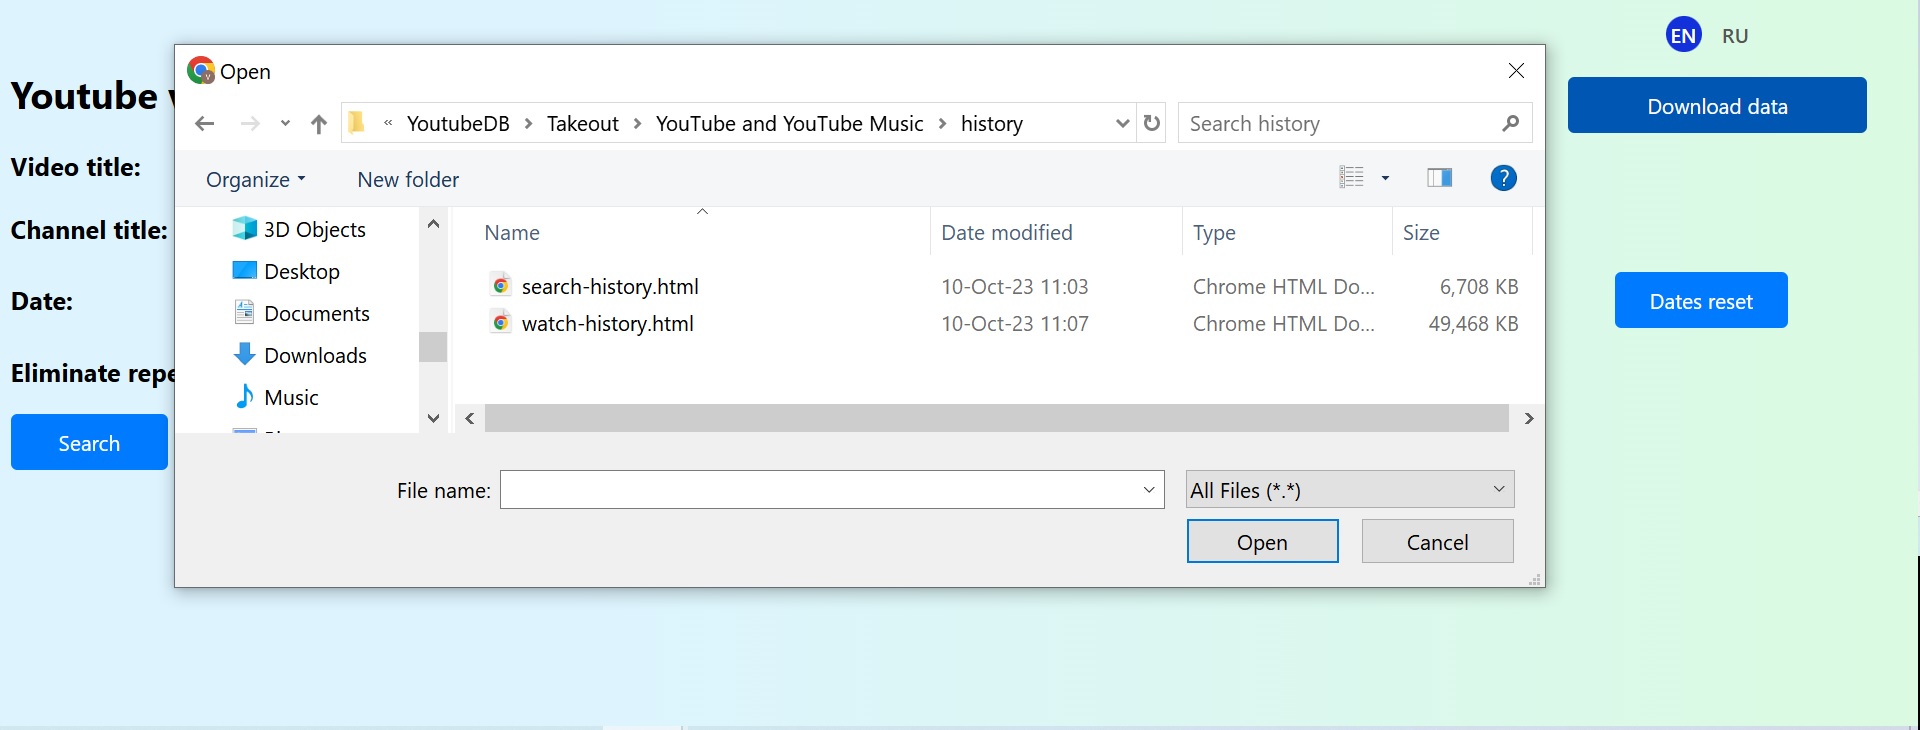 EN RU
Open
Youtube
« YoutubeDB > Takeout > YouTube and YouTube Music > history
Search history
Download data
Video title:
Organize
New folder
?
Channel title:
3D Objects
Desktop
Documents
Downloads
Music
Name Date modified Type Size
search-history.html 10-Oct-23 11:03 Chrome HTML Do... 6,708 KB
watch-history.html 10-Oct-23 11:07 Chrome HTML Do... 49,468 KB
Date:
Dates reset
Eliminate repe
Search
File name:
All Files (*.*)
Open
Cancel